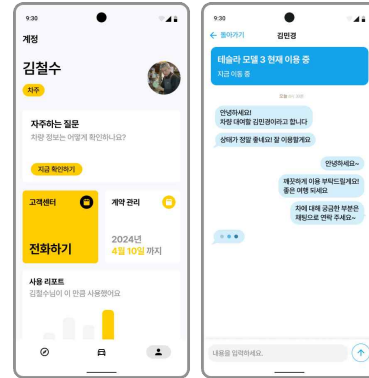 9:30
계정
김철수
차주
자주하는 질문
차량 정보는 어떻게 확인하나요?
지금 확인하기
고객센터
전화하기
계약 관리
2024년
4월 10일 까지
사용 리포트
김철수님이 이 만큼 사용했어요
9:30
← 돌아가기
김민경
테슬라 모델 3 현재 이용 중
지금 이동 중
오늘
안녕하세요!
차량 대여할 김민경이라고 합니다
상태가 정말 좋네요! 잘 이용할게요
안녕하세요~
깨끗하게 이용 부탁드릴게요!
좋은 여행 되세요
차에 대해 궁금한 부분은
채팅으로 연락 주세요~
내용을 입력하세요.